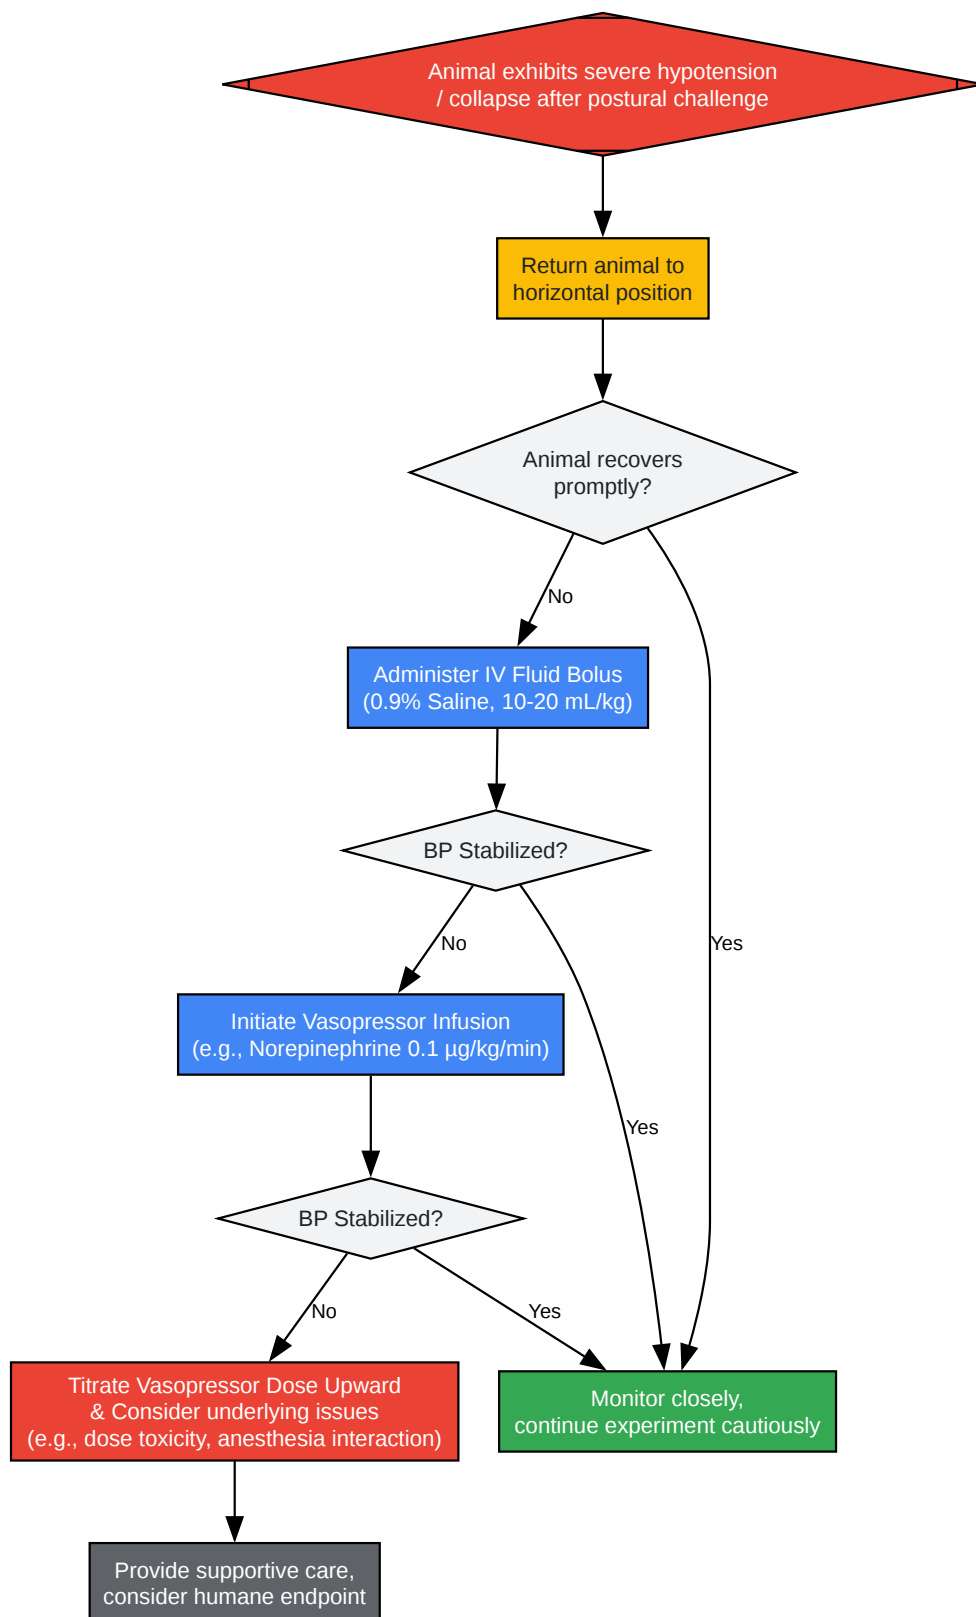 Animal exhibits severe hypotension
/ collapse after postural challenge
Return animal to
horizontal position
Animal recovers
promptly?
No
Administer IV Fluid Bolus
(0.9% Saline, 10-20 mL/kg)
BP Stabilized?
No
Yes
Initiate Vasopressor Infusion
(e.g., Norepinephrine 0.1 µg/kg/min)
Yes
BP Stabilized?
No
Yes
Titrate Vasopressor Dose Upward
& Consider underlying issues
(e.g., dose toxicity, anesthesia interaction)
Monitor closely,
continue experiment cautiously
Provide supportive care,
consider humane endpoint